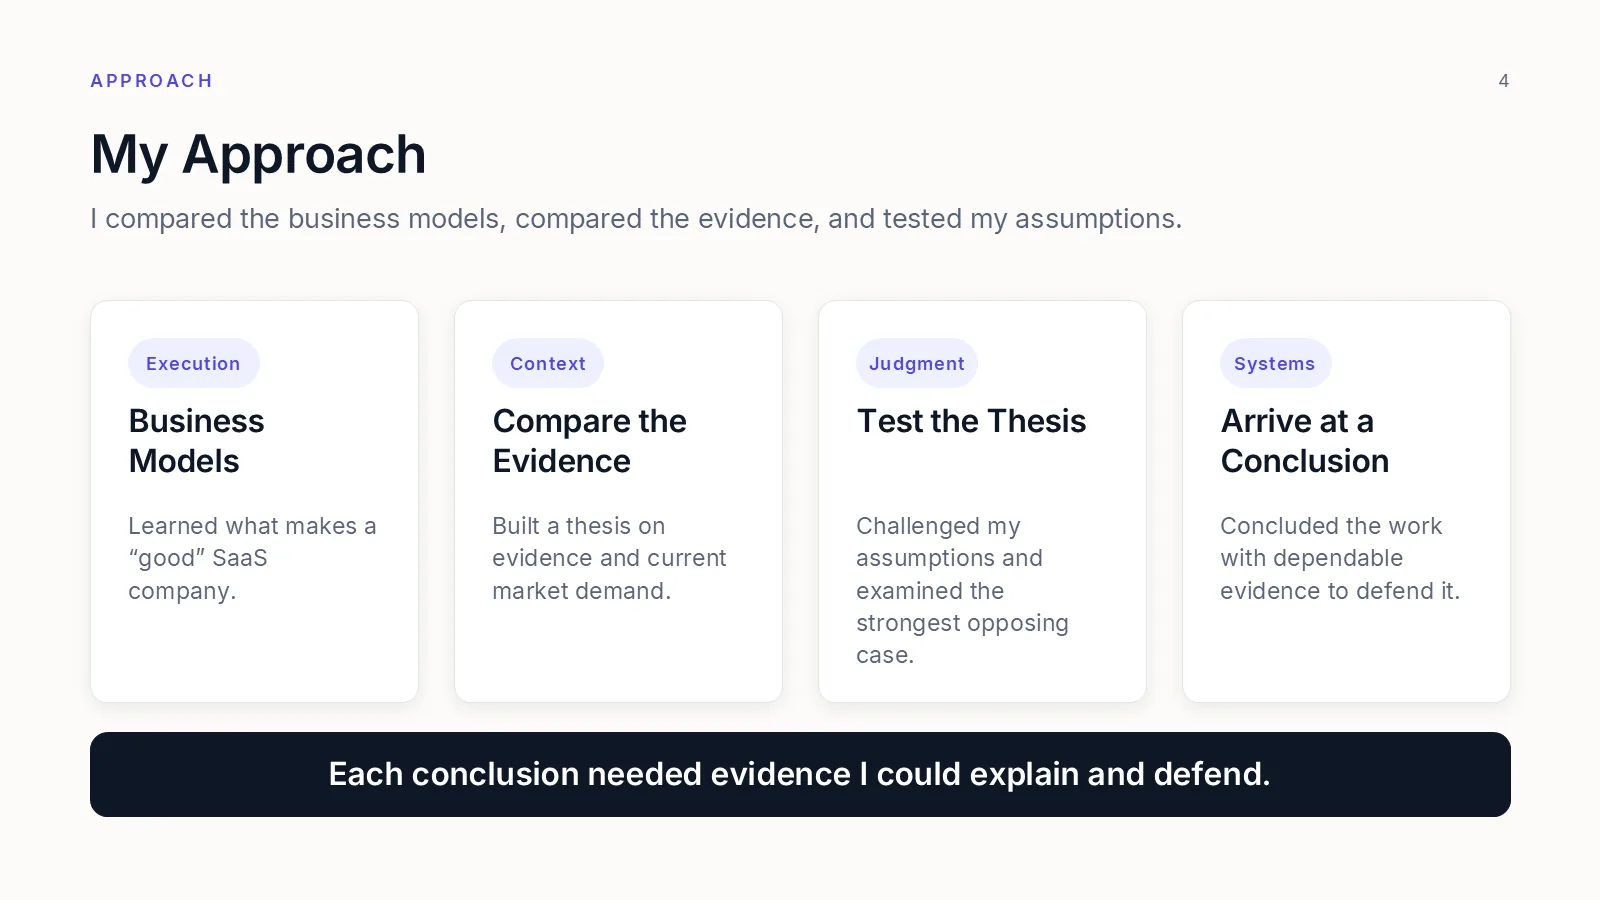 APPROACH
4
My Approach
I compared the business models, compared the evidence, and tested my assumptions.
Execution
Business
Models
Learned what makes a
“good” SaaS
company.
Context
Compare the
Evidence
Built a thesis on
evidence and current
market demand.
Judgment
Test the Thesis
Challenged my
assumptions and
examined the
strongest opposing
case.
Systems
Arrive at a
Conclusion
Concluded the work
with dependable
evidence to defend it.
Each conclusion needed evidence I could explain and defend.